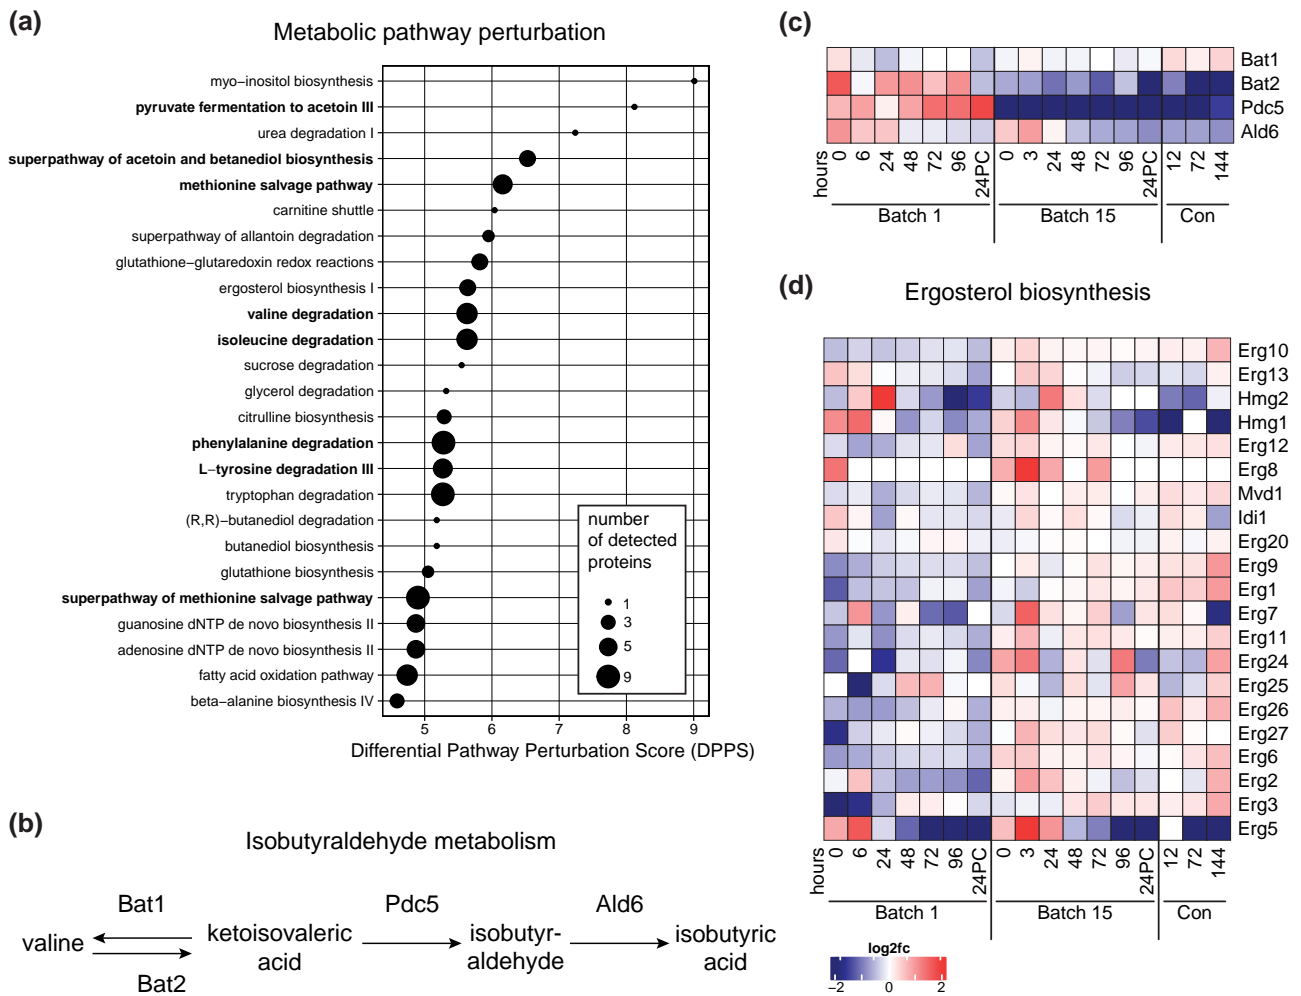 (a)
Metabolic pathway perturbation
myo−inositol biosynthesis
pyruvate fermentation to acetoin III
urea degradation I
superpathway of acetoin and betanediol biosynthesis
methionine salvage pathway
carnitine shuttle
superpathway of allantoin degradation
glutathione−glutaredoxin redox reactions
ergosterol biosynthesis I
valine degradation
isoleucine degradation
sucrose degradation
glycerol degradation
citrulline biosynthesis
phenylalanine degradation
L−tyrosine degradation III
tryptophan degradation
(R,R)−butanediol degradation
butanediol biosynthesis
glutathione biosynthesis
superpathway of methionine salvage pathway
guanosine dNTP de novo biosynthesis II
adenosine dNTP de novo biosynthesis II
fatty acid oxidation pathway
beta−alanine biosynthesis IV
number
of detected
proteins
1
3
5
9
5 6 7 8 9
Differential Pathway Perturbation Score (DPPS)
(b)
Isobutyraldehyde metabolism
Bat1 Pdc5 Ald6
valine ketoisovaleric isobutyr- isobutyric
acid aldehyde acid
Bat2
(c)
Bat1
Bat2
Pdc5
Ald6
hours 0 6 24 48 72 96 24PC 0 3 24 48 72 96 24PC 12 72 144
Batch 1 Batch 15 Con
(d)
Ergosterol biosynthesis
Erg10
Erg13
Hmg2
Hmg1
Erg12
Erg8
Mvd1
Idi1
Erg20
Erg9
Erg1
Erg7
Erg11
Erg24
Erg25
Erg26
Erg27
Erg6
Erg2
Erg3
Erg5
hours 0 6 24 48 72 96 24PC 0 3 24 48 72 96 24PC 12 72 144
Batch 1 Batch 15 Con
log2fc
−2 0 2